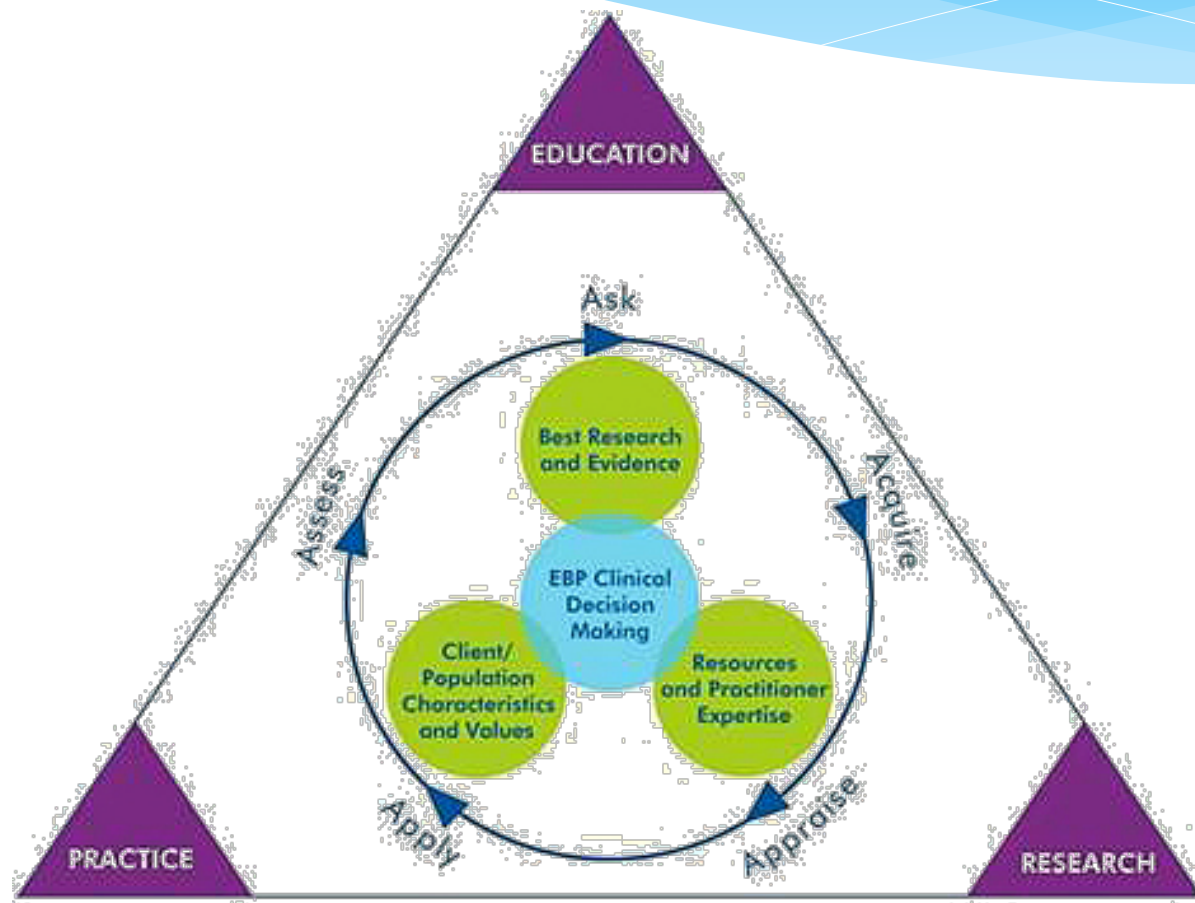 EDUCATION
Ask
Best Research
and Evidence
Assess
Acquire
EBP Clinical
Decision
Making
Client/
Population
Characteristics
and Values
Resources
and Practitioner
Expertise
Apply
Appraise
PRACTICE
RESEARCH